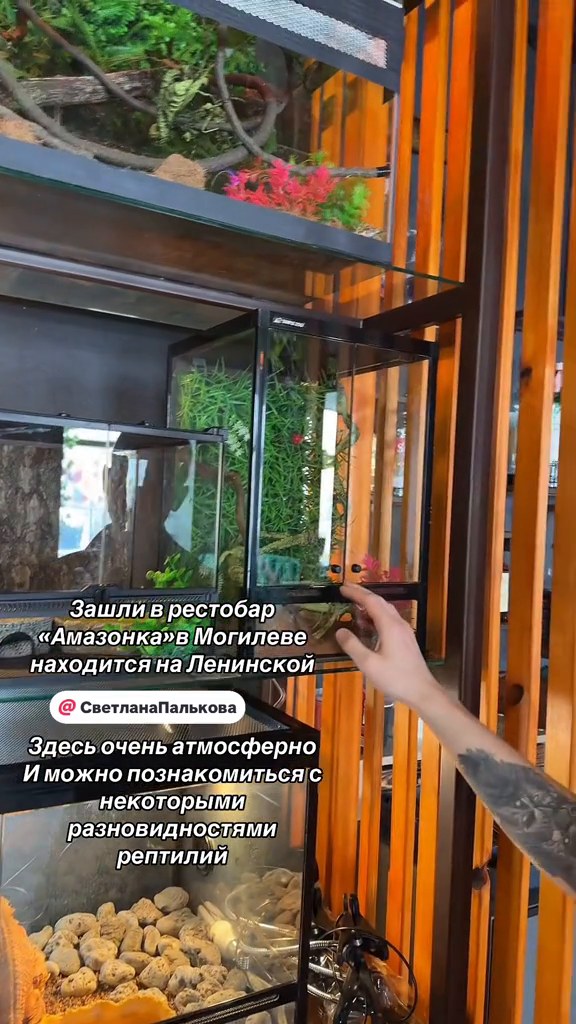 Зашли в рестобар
«Амазонка»в Могилеве
находится на Ленинской
@ СветланаПалькова
Здесь очень атмосферно
И можно познакомиться с
некоторыми
разновидностями
рептилий